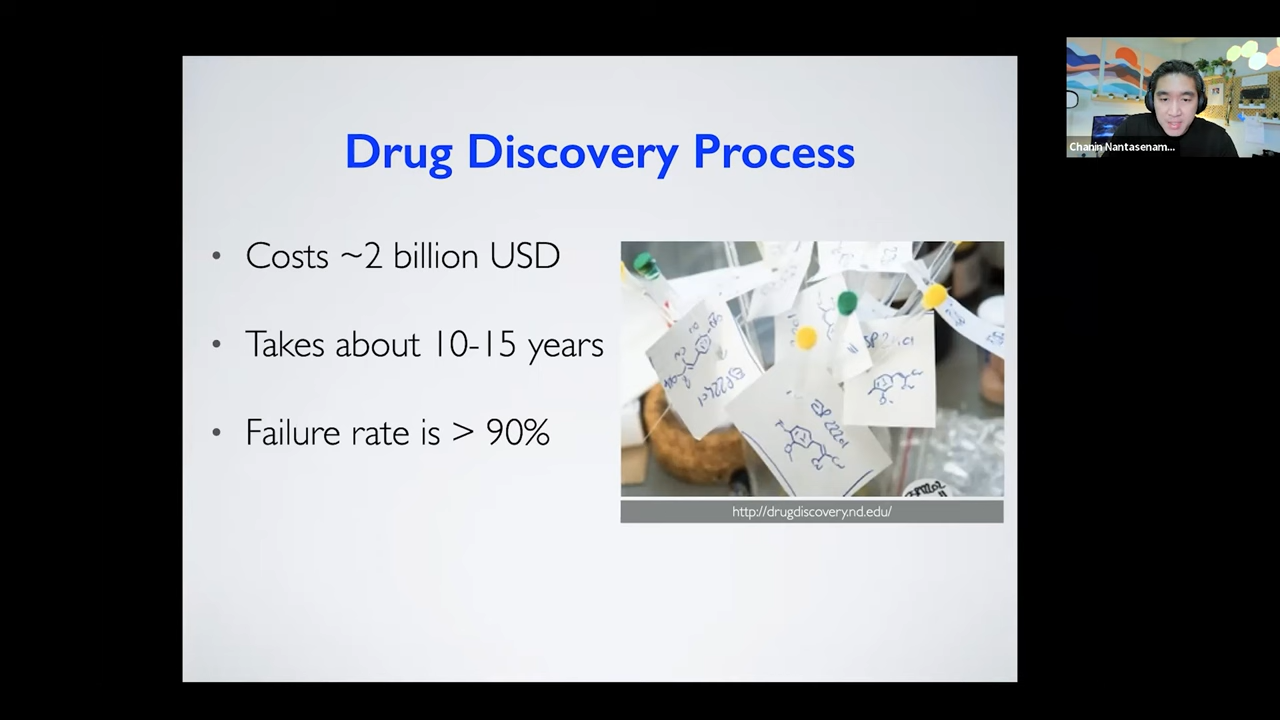 Drug Discovery Process
• Costs ~2 billion USD
• Takes about 10-15 years
• Failure rate is > 90%
http://drugdiscovery.nd.edu/
Chanin Nantasenam...